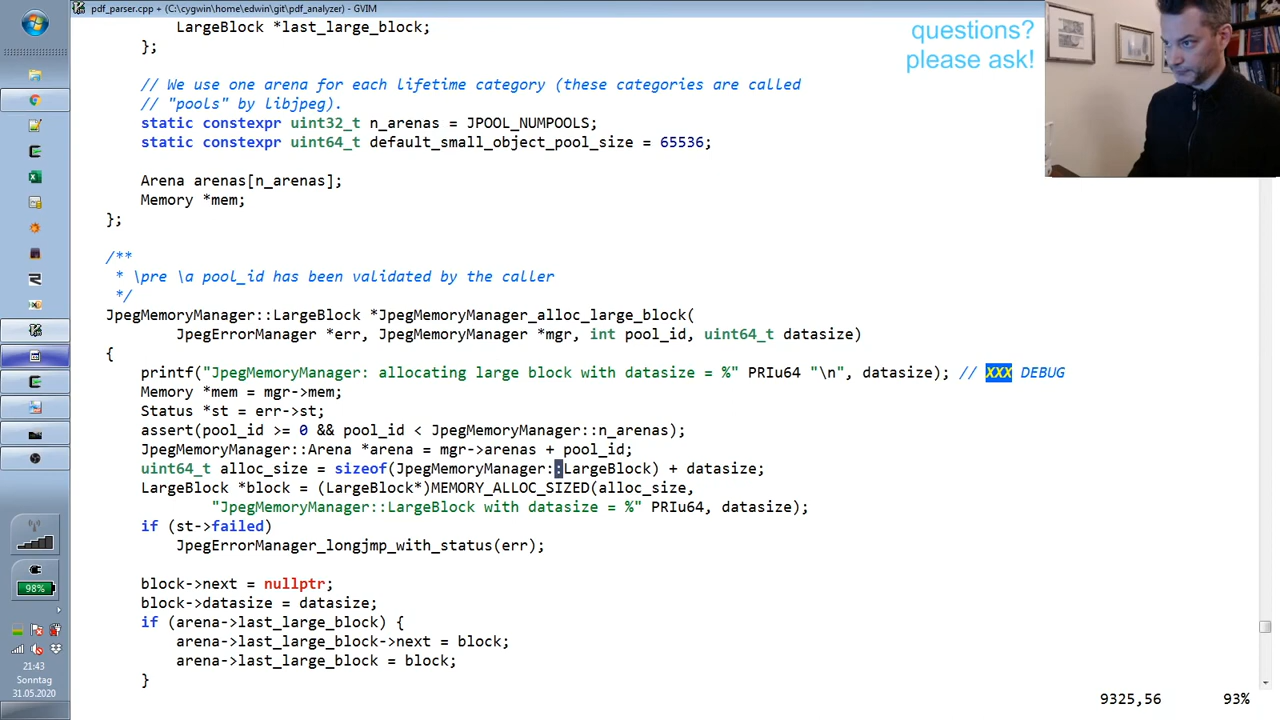 pdf_parser.cpp + (C:\cygwin\home\edwin\git\pdf_analyzer) - GVIM
LargeBlock *last_large_block;
};
questions?
please ask!
// We use one arena for each lifetime category (these categories are called
// "pools" by libjpeg).
static constexpr uint32_t n_arenas = JPOOL_NUMPOOLS;
static constexpr uint64_t default_small_object_pool_size = 65536;
Arena arenas[n_arenas];
Memory *mem;
};
/**
* \pre \a pool_id has been validated by the caller
*/
JpegMemoryManager::LargeBlock *JpegMemoryManager_alloc_large_block(
JpegErrorManager *err, JpegMemoryManager *mgr, int pool_id, uint64_t datasize)
{
printf("JpegMemoryManager: allocating large block with datasize = %" PRIu64 "\n", datasize); // XXX DEBUG
Memory *mem = mgr->mem;
Status *st = err->st;
assert(pool_id >= 0 && pool_id < JpegMemoryManager::n_arenas);
JpegMemoryManager::Arena *arena = mgr->arenas + pool_id;
uint64_t alloc_size = sizeof(JpegMemoryManager::LargeBlock) + datasize;
LargeBlock *block = (LargeBlock*)MEMORY_ALLOC_SIZED(alloc_size,
"JpegMemoryManager::LargeBlock with datasize = %" PRIu64, datasize);
if (st->failed)
JpegErrorManager_longjmp_with_status(err);
block->next = nullptr;
block->datasize = datasize;
if (arena->last_large_block) {
arena->last_large_block->next = block;
arena->last_large_block = block;
}
98%
21:43
Sonntag
31.05.2020
9325,56
93%